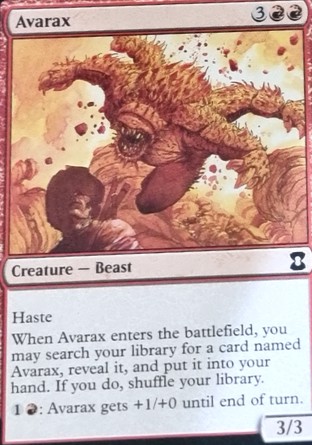 Avarax 3
Creature — Beast
Haste
When Avarax enters the battlefield, you
may search your library for a card named
Avarax, reveal it, and put it into your
hand. If you do, shuffle your library.
1 : Avarax gets +1/+0 until end of turn.
3/3